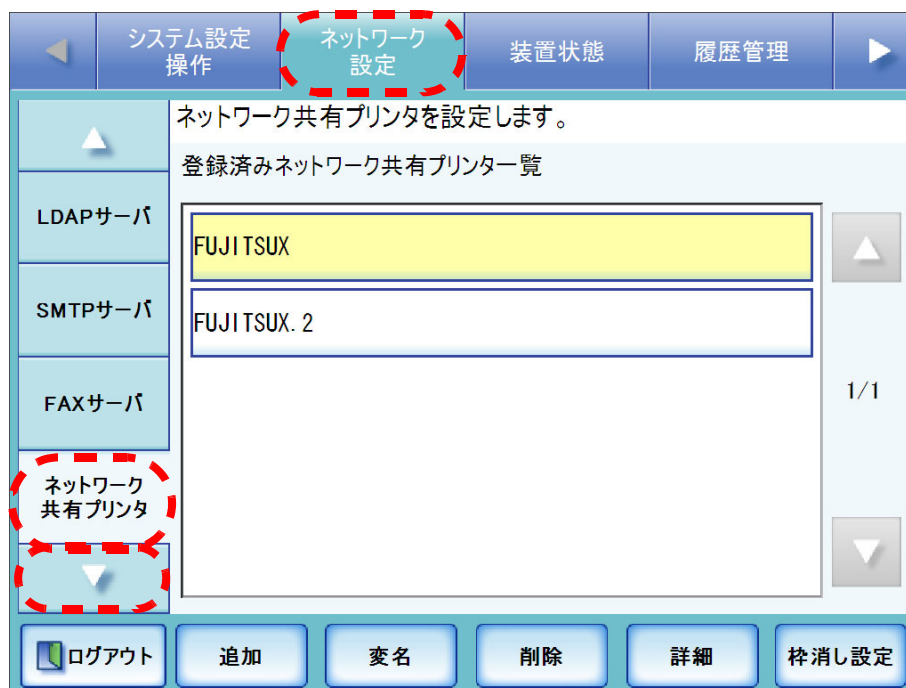 システム設定
操作
ネットワーク
設定
装置状態
履歴管理
ネットワーク共有プリンタを設定します。
登録済みネットワーク共有プリンター覧
LDAPサーバ
SMTPサーバ
FAXサーバ
ネットワーク
共有プリンタ
FUJITSUX
FUJITSUX.2
1/1
ログアウト
追加
変名
削除
詳細
枠消し設定